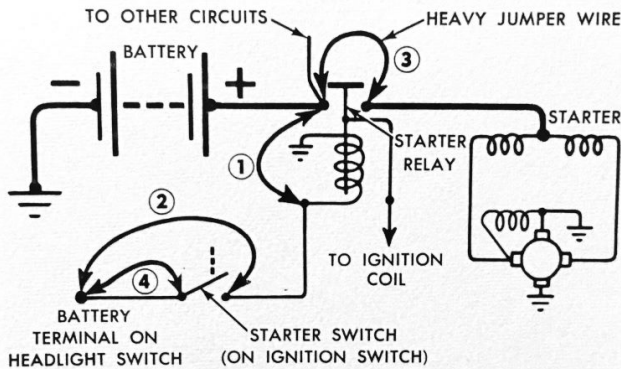 TO OTHER CIRCUITS
HEAVY JUMPER WIRE
BATTERY
3
−
+
STARTER
STARTER
RELAY
1
2
TO IGNITION
COIL
4
BATTERY
TERMINAL ON
HEADLIGHT SWITCH
STARTER SWITCH
(ON IGNITION SWITCH)